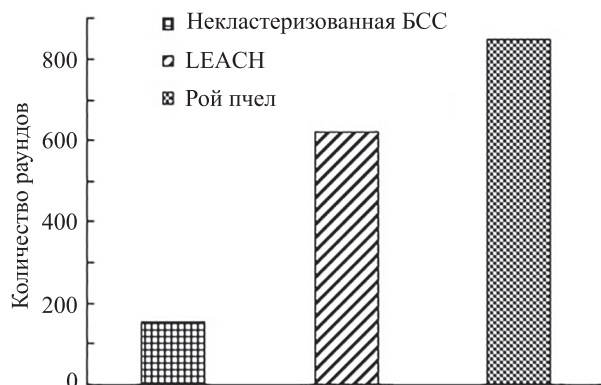 Некластеризованная БСС
LEACH
Рой пчел
Количество раундов
800
600
400
200
0